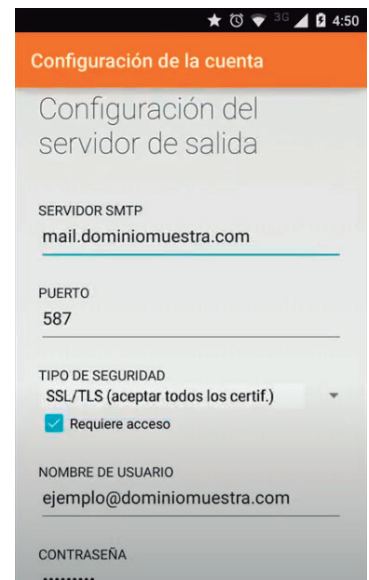 3G 4:50
Configuración de la cuenta
Configuración del
servidor de salida
SERVIDOR SMTP
mail.dominiomuestra.com
PUERTO
587
TIPO DE SEGURIDAD
SSL/TLS (aceptar todos los certif.)
Requiere acceso
NOMBRE DE USUARIO
ejemplo@dominiomuestra.com
CONTRASEÑA